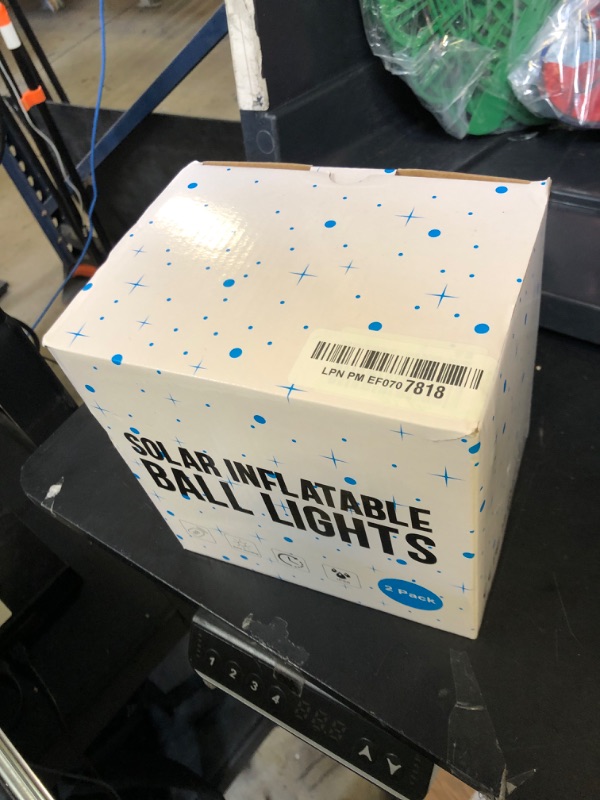 LPN PM EF070 7818
SOLAR INFLATABLE
BALL LIGHTS
2 Pack
1 2 3 4